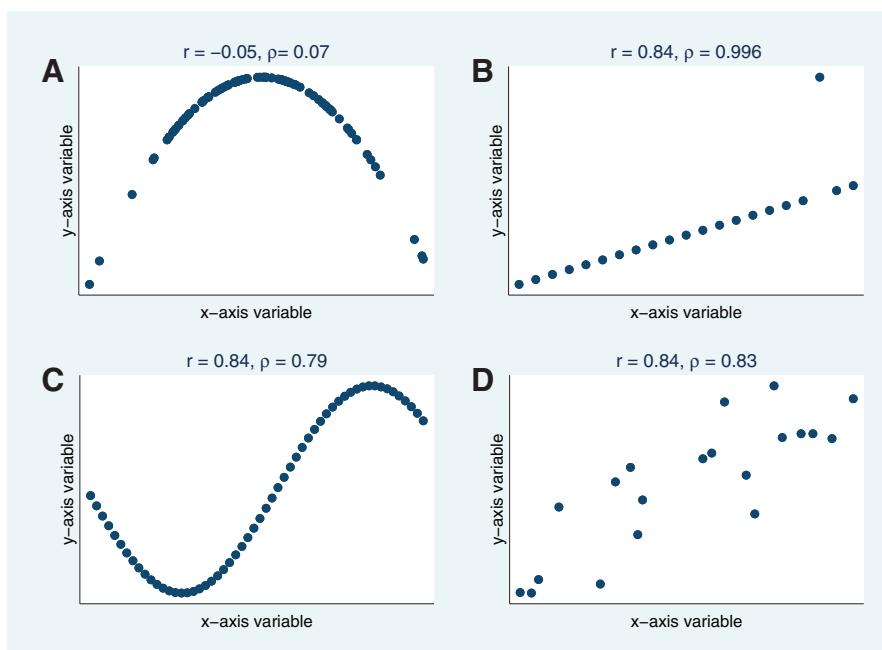 A
r = −0.05, ρ= 0.07
y−axis variable
x−axis variable
B
r = 0.84, ρ = 0.996
y−axis variable
x−axis variable
C
r = 0.84, ρ = 0.79
y−axis variable
x−axis variable
D
r = 0.84, ρ = 0.83
y−axis variable
x−axis variable